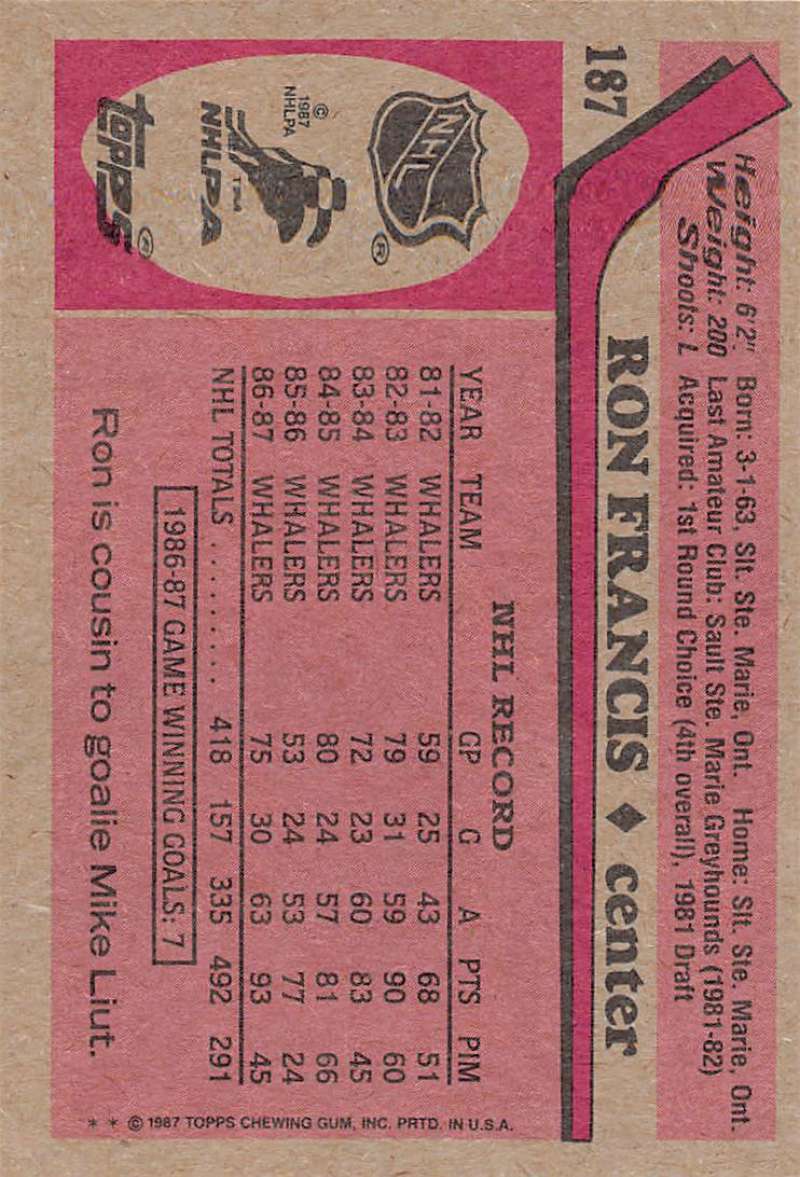 187
Height: 6'2" Born: 3-1-63, Slt. Ste. Marie, Ont. Home: Slt. Ste. Marie, Ont.
Weight: 200 Last Amateur Club: Sault Ste. Marie Greyhounds (1981-82)
Shoots: L Acquired: 1st Round Choice (4th overall), 1981 Draft
RON FRANCIS ♦ center
NHL ®
© 1987 NHLPA
TM
NHLPA
topps ®
NHL RECORD
YEAR TEAM GP G A PTS PIM
81-82 WHALERS 59 25 43 68 51
82-83 WHALERS 79 31 59 90 60
83-84 WHALERS 72 23 60 83 45
84-85 WHALERS 80 24 57 81 66
85-86 WHALERS 53 24 53 77 24
86-87 WHALERS 75 30 63 93 45
NHL TOTALS .......... 418 157 335 492 291
1986-87 GAME WINNING GOALS: 7
Ron is cousin to goalie Mike Liut.
* * © 1987 TOPPS CHEWING GUM, INC. PRTD. IN U.S.A.